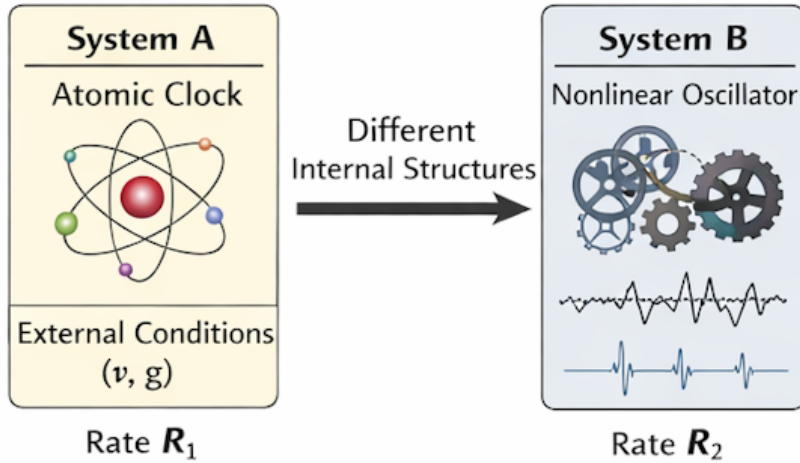 System A
Atomic Clock
External Conditions
(v, g)
Rate R₁
Different
Internal Structures
System B
Nonlinear Oscillator
Rate R₂